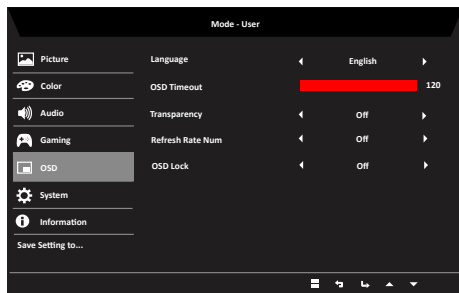 Mode - User
Picture
Language English
Color
OSD Timeout 120
Audio
Transparency Off
Gaming
Refresh Rate Num Off
OSD
OSD Lock Off
System
Information
Save Setting to...